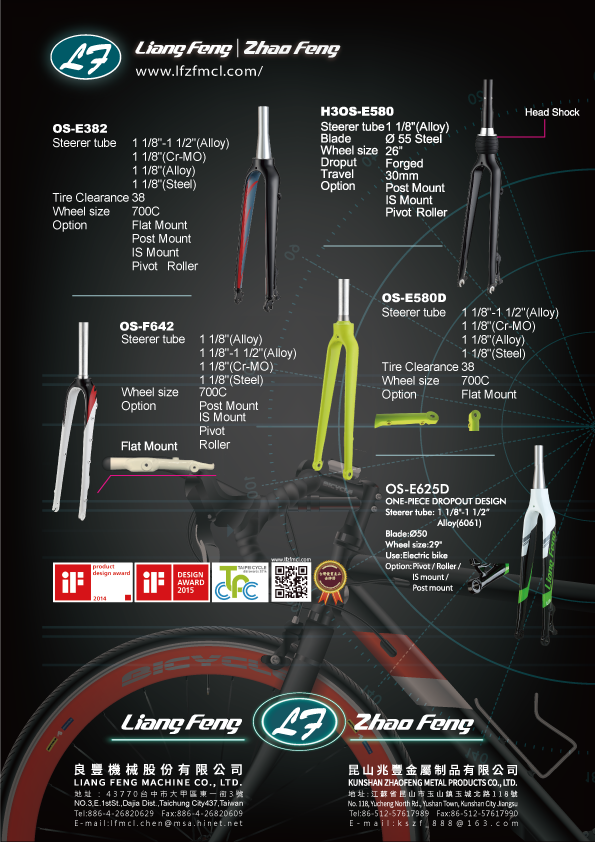 LF Liang Feng | Zhao Feng
www.lfzfmcl.com/
OS-E382
Steerer tube 1 1/8"-1 1/2"(Alloy)
1 1/8"(Cr-MO)
1 1/8"(Alloy)
1 1/8"(Steel)
Tire Clearance 38
Wheel size 700C
Option Flat Mount
Post Mount
IS Mount
Pivot Roller
H3OS-E580
Steerer tube 1 1/8"(Alloy)
Blade Ø 55 Steel
Wheel size 26"
Droput Forged
Travel 30mm
Option Post Mount
IS Mount
Pivot Roller
Head Shock
OS-F642
Steerer tube 1 1/8"(Alloy)
1 1/8"-1 1/2"(Alloy)
1 1/8"(Cr-MO)
1 1/8"(Steel)
Wheel size 700C
Option Post Mount
IS Mount
Pivot
Roller
Flat Mount
OS-E580D
Steerer tube 1 1/8"-1 1/2"(Alloy)
1 1/8"(Cr-MO)
1 1/8"(Alloy)
1 1/8"(Steel)
Tire Clearance 38
Wheel size 700C
Option Flat Mount
OS-E625D
ONE-PIECE DROPOUT DESIGN
Steerer tube: 1 1/8"-1 1/2"
Alloy(6061)
Blade:Ø50
Wheel size:29"
Use:Electric bike
Option:Pivot / Roller /
IS mount /
Post mount
Liang Feng
iF
product
design award
2014
iF
DESIGN
AWARD
2015
TAIPEI CYCLE
www.lfzfmcl.com
BICYCLE
Liang Feng LF Zhao Feng
良豐機械股份有限公司
LIANG FENG MACHINE CO., LTD.
地址：43770台中市大甲區東一街3號
NO.3,E.1stSt.,Dajia Dist.,Taichung City437,Taiwan
Tel:886-4-26820629 Fax:886-4-26820609
E-mail:lfmcl.chen@msa.hinet.net
昆山兆豐金屬制品有限公司
KUNSHAN ZHAOFENG METAL PRODUCTS CO., LTD.
地址:江蘇省昆山市玉山鎮玉城北路118號
No. 118, Yucheng North Rd., Yushan Town, Kunshan City Jiangsu
Tel:86-512-57617989 Fax:86-512-57617990
E-mail:kszf_888@163.com